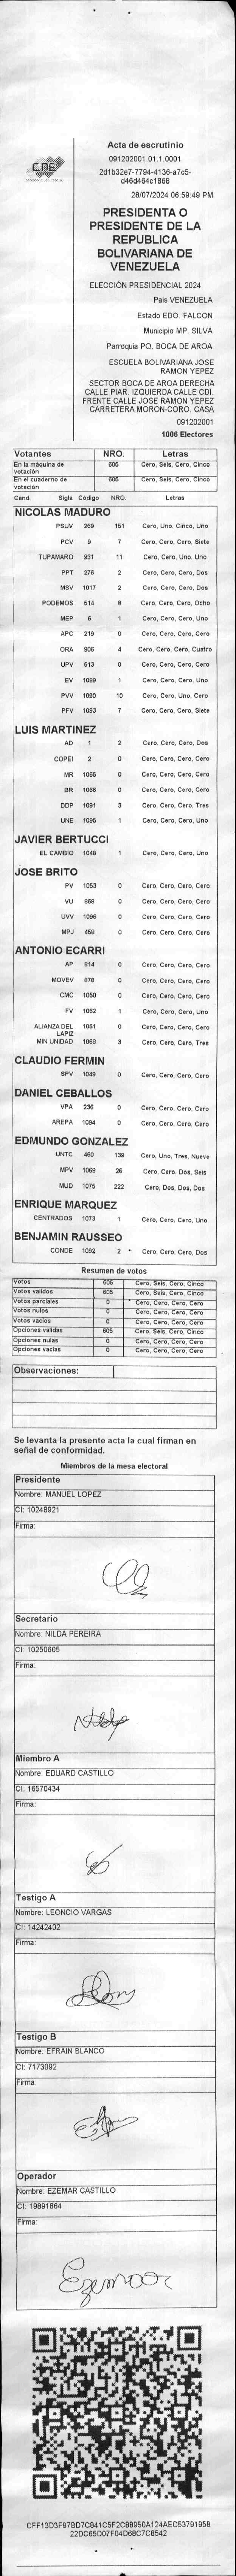 CNE
Acta de escrutinio
091202001.01.1.0001
2d1b32e7-7794-4136-a7c5-
d46d464c1868
28/07/2024 06:59:49 PM
PRESIDENTA O
PRESIDENTE DE LA
REPUBLICA
BOLIVARIANA DE
VENEZUELA
ELECCIÓN PRESIDENCIAL 2024
País VENEZUELA
Estado EDO. FALCON
Municipio MP. SILVA
Parroquia PQ. BOCA DE AROA
ESCUELA BOLIVARIANA JOSE
RAMON YEPEZ
SECTOR BOCA DE AROA DERECHA
CALLE PIAR. IZQUIERDA CALLE CDI.
FRENTE CALLE JOSE RAMON YEPEZ
CARRETERA MORON-CORO. CASA
091202001
1006 Electores
Votantes NRO. Letras
En la máquina de votación 605 Cero, Seis, Cero, Cinco
En el cuaderno de votación 605 Cero, Seis, Cero, Cinco
Cand. Sigla Código NRO. Letras
NICOLAS MADURO
PSUV 269 151 Cero, Uno, Cinco, Uno
PCV 9 7 Cero, Cero, Cero, Siete
TUPAMARO 931 11 Cero, Cero, Uno, Uno
PPT 276 2 Cero, Cero, Cero, Dos
MSV 1017 2 Cero, Cero, Cero, Dos
PODEMOS 514 8 Cero, Cero, Cero, Ocho
MEP 6 1 Cero, Cero, Cero, Uno
APC 219 0 Cero, Cero, Cero, Cero
ORA 906 4 Cero, Cero, Cero, Cuatro
UPV 513 0 Cero, Cero, Cero, Cero
EV 1089 1 Cero, Cero, Cero, Uno
PVV 1090 10 Cero, Cero, Uno, Cero
PFV 1093 7 Cero, Cero, Cero, Siete
LUIS MARTINEZ
AD 1 2 Cero, Cero, Cero, Dos
COPEI 2 0 Cero, Cero, Cero, Cero
MR 1065 0 Cero, Cero, Cero, Cero
BR 1066 0 Cero, Cero, Cero, Cero
DDP 1091 3 Cero, Cero, Cero, Tres
UNE 1095 1 Cero, Cero, Cero, Uno
JAVIER BERTUCCI
EL CAMBIO 1048 1 Cero, Cero, Cero, Uno
JOSE BRITO
PV 1053 0 Cero, Cero, Cero, Cero
VU 989 0 Cero, Cero, Cero, Cero
UVV 1096 0 Cero, Cero, Cero, Cero
MPJ 459 0 Cero, Cero, Cero, Cero
ANTONIO ECARRI
AP 914 0 Cero, Cero, Cero, Cero
MOVEV 979 0 Cero, Cero, Cero, Cero
CMC 1050 0 Cero, Cero, Cero, Cero
FV 1062 1 Cero, Cero, Cero, Uno
ALIANZA DEL LAPIZ 1051 0 Cero, Cero, Cero, Cero
MIN UNIDAD 1068 3 Cero, Cero, Cero, Tres
CLAUDIO FERMIN
SPV 1049 0 Cero, Cero, Cero, Cero
DANIEL CEBALLOS
VPA 236 0 Cero, Cero, Cero, Cero
AREPA 1094 0 Cero, Cero, Cero, Cero
EDMUNDO GONZALEZ
UNTC 460 139 Cero, Uno, Tres, Nueve
MPV 1069 26 Cero, Cero, Dos, Seis
MUD 1075 222 Cero, Dos, Dos, Dos
ENRIQUE MARQUEZ
CENTRADOS 1073 1 Cero, Cero, Cero, Uno
BENJAMIN RAUSSEO
CONDE 1092 2 Cero, Cero, Cero, Dos
Resumen de votos
Votos 605 Cero, Seis, Cero, Cinco
Votos validos 605 Cero, Seis, Cero, Cinco
Votos parciales 0 Cero, Cero, Cero, Cero
Votos nulos 0 Cero, Cero, Cero, Cero
Votos vacios 0 Cero, Cero, Cero, Cero
Opciones validas 605 Cero, Seis, Cero, Cinco
Opciones nulas 0 Cero, Cero, Cero, Cero
Opciones vacias 0 Cero, Cero, Cero, Cero
Observaciones:
Se levanta la presente acta la cual firman en
señal de conformidad.
Miembros de la mesa electoral
Presidente
Nombre: MANUEL LOPEZ
CI: 10248921
Firma:
Secretario
Nombre: NILDA PEREIRA
CI: 10250605
Firma:
Miembro A
Nombre: EDUARD CASTILLO
CI: 16570434
Firma:
Testigo A
Nombre: LEONCIO VARGAS
CI: 14242402
Firma:
Testigo B
Nombre: EFRAIN BLANCO
CI: 7173092
Firma:
Operador
Nombre: EZEMAR CASTILLO
CI: 19891864
Firma:
Ezemar
CFF13D3F97BD7C841C5F2C88950A124AEC53791958
22DC65D07F04D68C7C8542